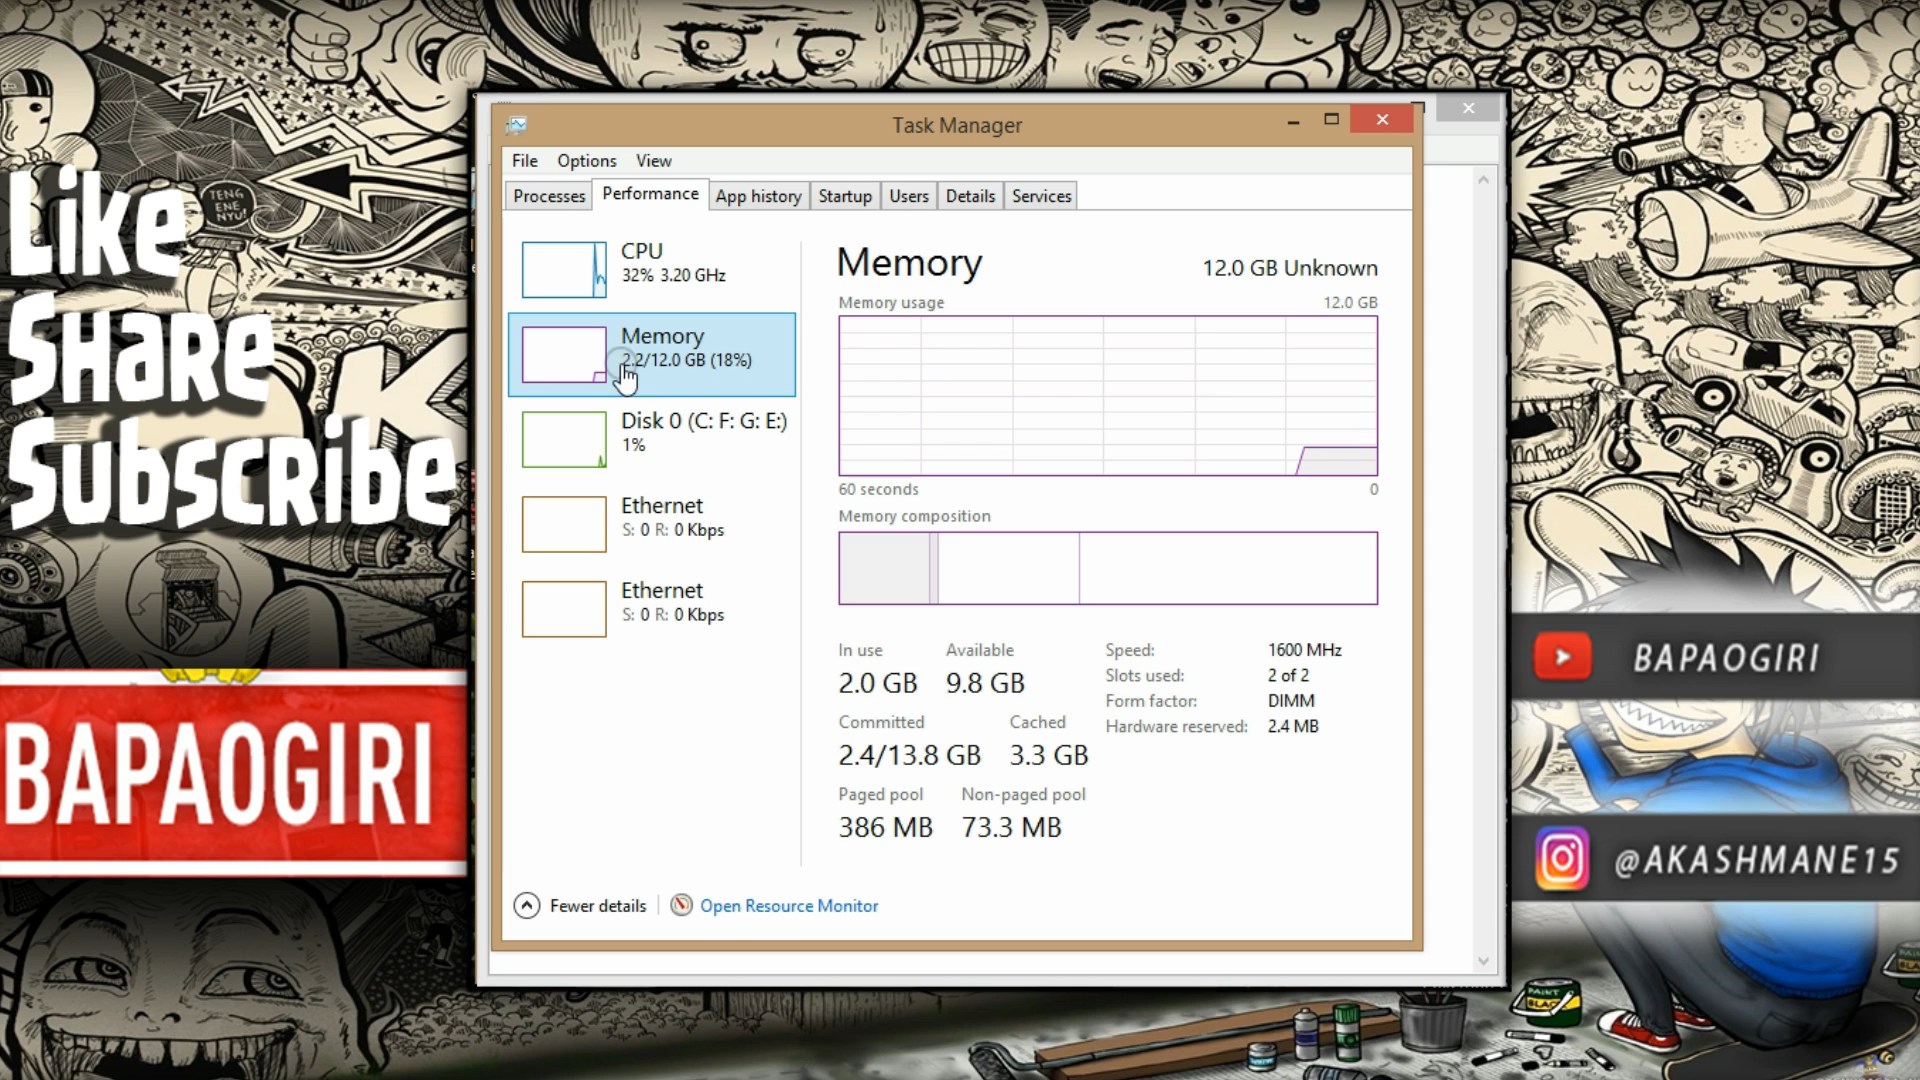 Like
Share
Subscribe
BAPAOGIRI
TENG
ENE
NYU!
Task Manager
File Options View
Processes Performance App history Startup Users Details Services
CPU
32% 3.20 GHz
Memory
2.2/12.0 GB (18%)
Disk 0 (C: F: G: E:)
1%
Ethernet
S: 0 R: 0 Kbps
Ethernet
S: 0 R: 0 Kbps
Memory 12.0 GB Unknown
Memory usage 12.0 GB
60 seconds 0
Memory composition
In use Available
2.0 GB 9.8 GB
Committed Cached
2.4/13.8 GB 3.3 GB
Paged pool Non-paged pool
386 MB 73.3 MB
Speed: 1600 MHz
Slots used: 2 of 2
Form factor: DIMM
Hardware reserved: 2.4 MB
Fewer details Open Resource Monitor
BAPAOGIRI
@AKASHMANE15
PAINT